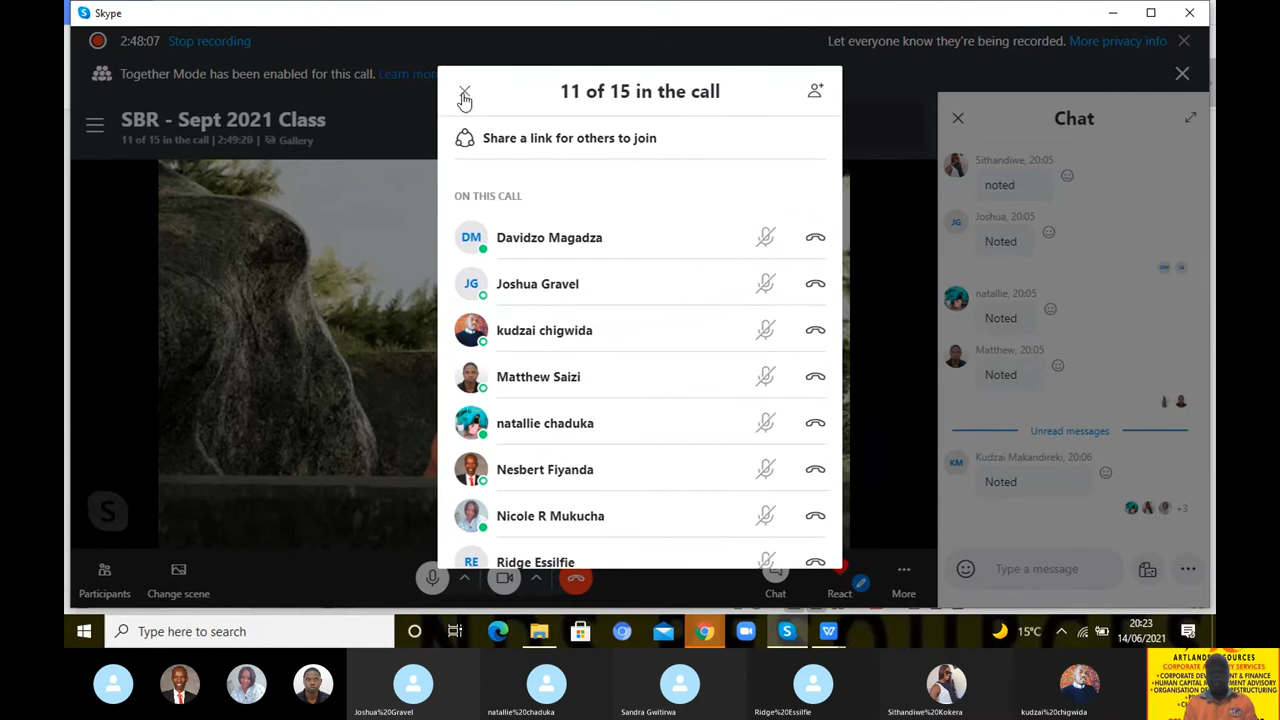 Skype
2:48:07 Stop recording
Let everyone know they're being recorded. More privacy info
Together Mode has been enabled for this call. Learn mor
SBR - Sept 2021 Class
11 of 15 in the call | 2:49:20 | Gallery
11 of 15 in the call
Share a link for others to join
ON THIS CALL
DM Davidzo Magadza
JG Joshua Gravel
kudzai chigwida
Matthew Saizi
natallie chaduka
Nesbert Fiyanda
Nicole R Mukucha
RE Ridge Essilfie
Chat
Sithandiwe, 20:05
noted
JG Joshua, 20:05
Noted
DM JG
natallie, 20:05
Noted
Matthew, 20:05
Noted
Unread messages
KM Kudzai Makandireki, 20:06
Noted
+3
Type a message
Participants
Change scene
Chat
React
More
Type here to search
15°C
20:23
14/06/2021
Joshua%20Gravel
natallie%20chaduka
Sandra Gwitirwa
Ridge%20Essilfie
Sithandiwe%20Kokera
kudzai%20chigwida
CORPORATE